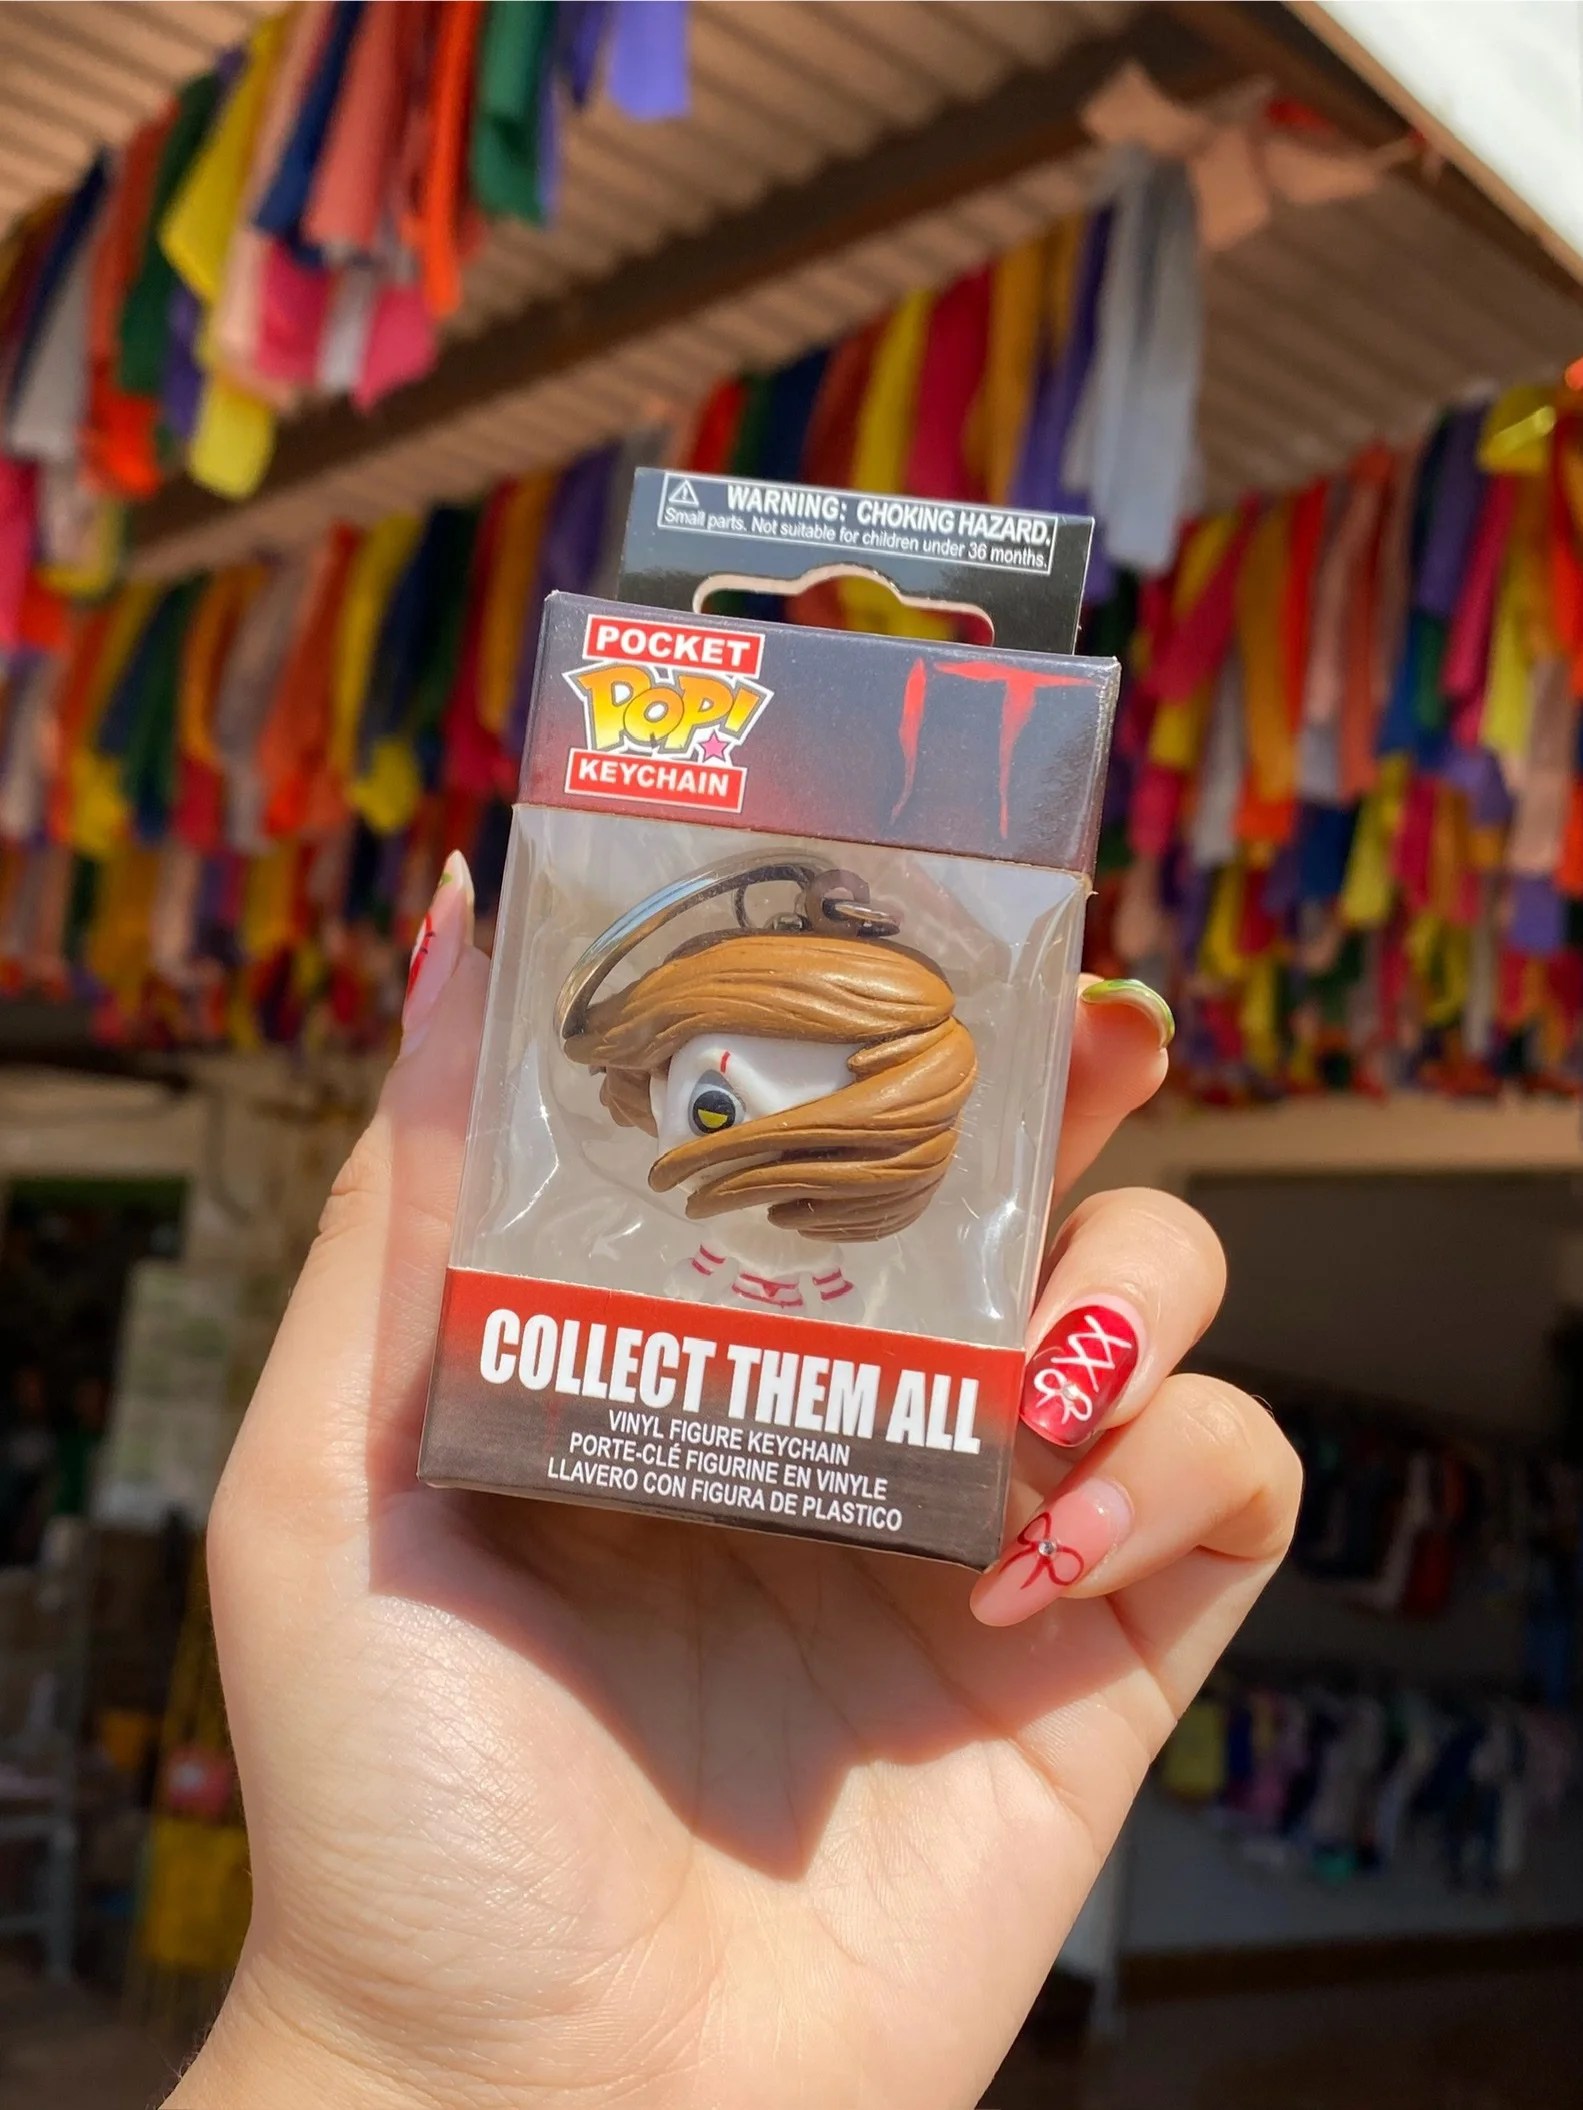 WARNING: CHOKING HAZARD.
Small parts. Not suitable for children under 36 months.
POCKET
POP!
KEYCHAIN
IT
COLLECT THEM ALL
VINYL FIGURE KEYCHAIN
PORTE-CLÉ FIGURINE EN VINYLE
LLAVERO CON FIGURA DE PLASTICO